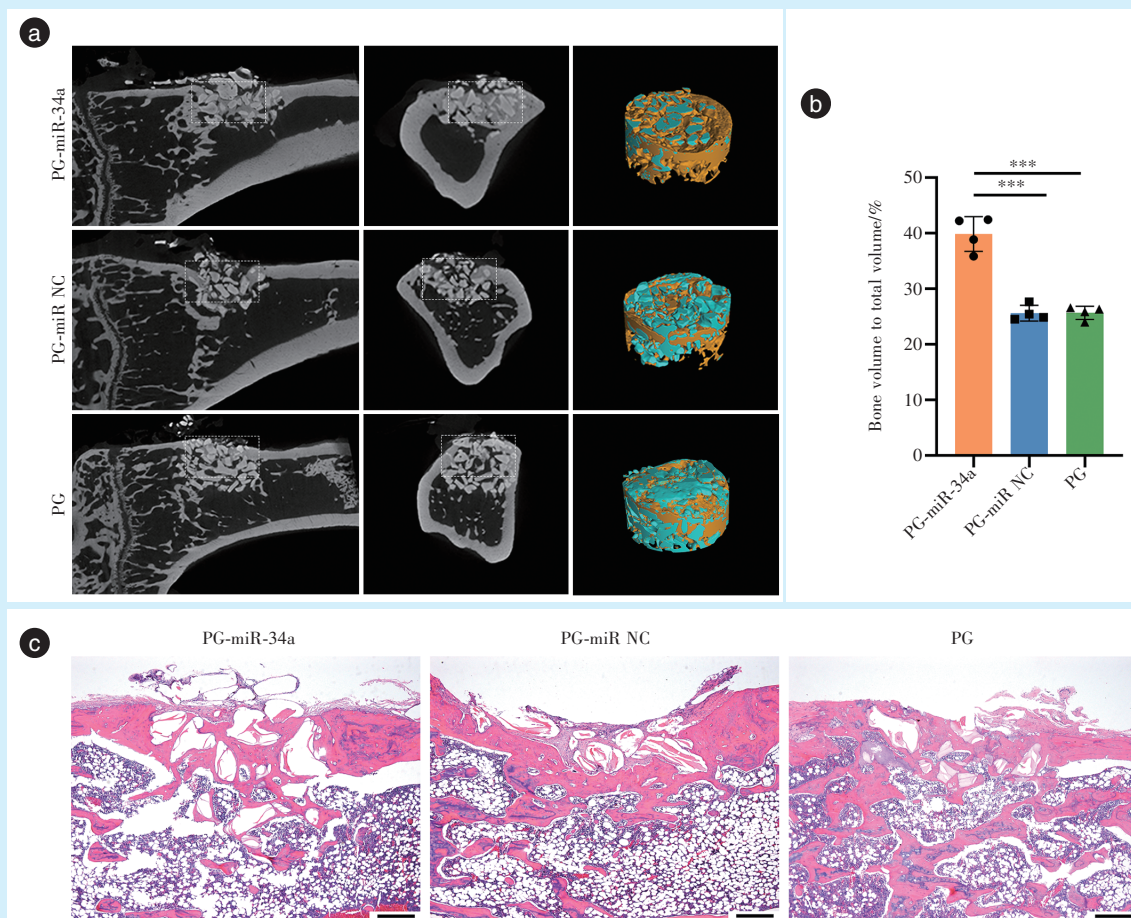 a
PG-miR-34a
PG-miR NC
PG
b
***
***
Bone volume to total volume/%
50
40
30
20
10
0
PG-miR-34a
PG-miR NC
PG
c
PG-miR-34a
PG-miR NC
PG